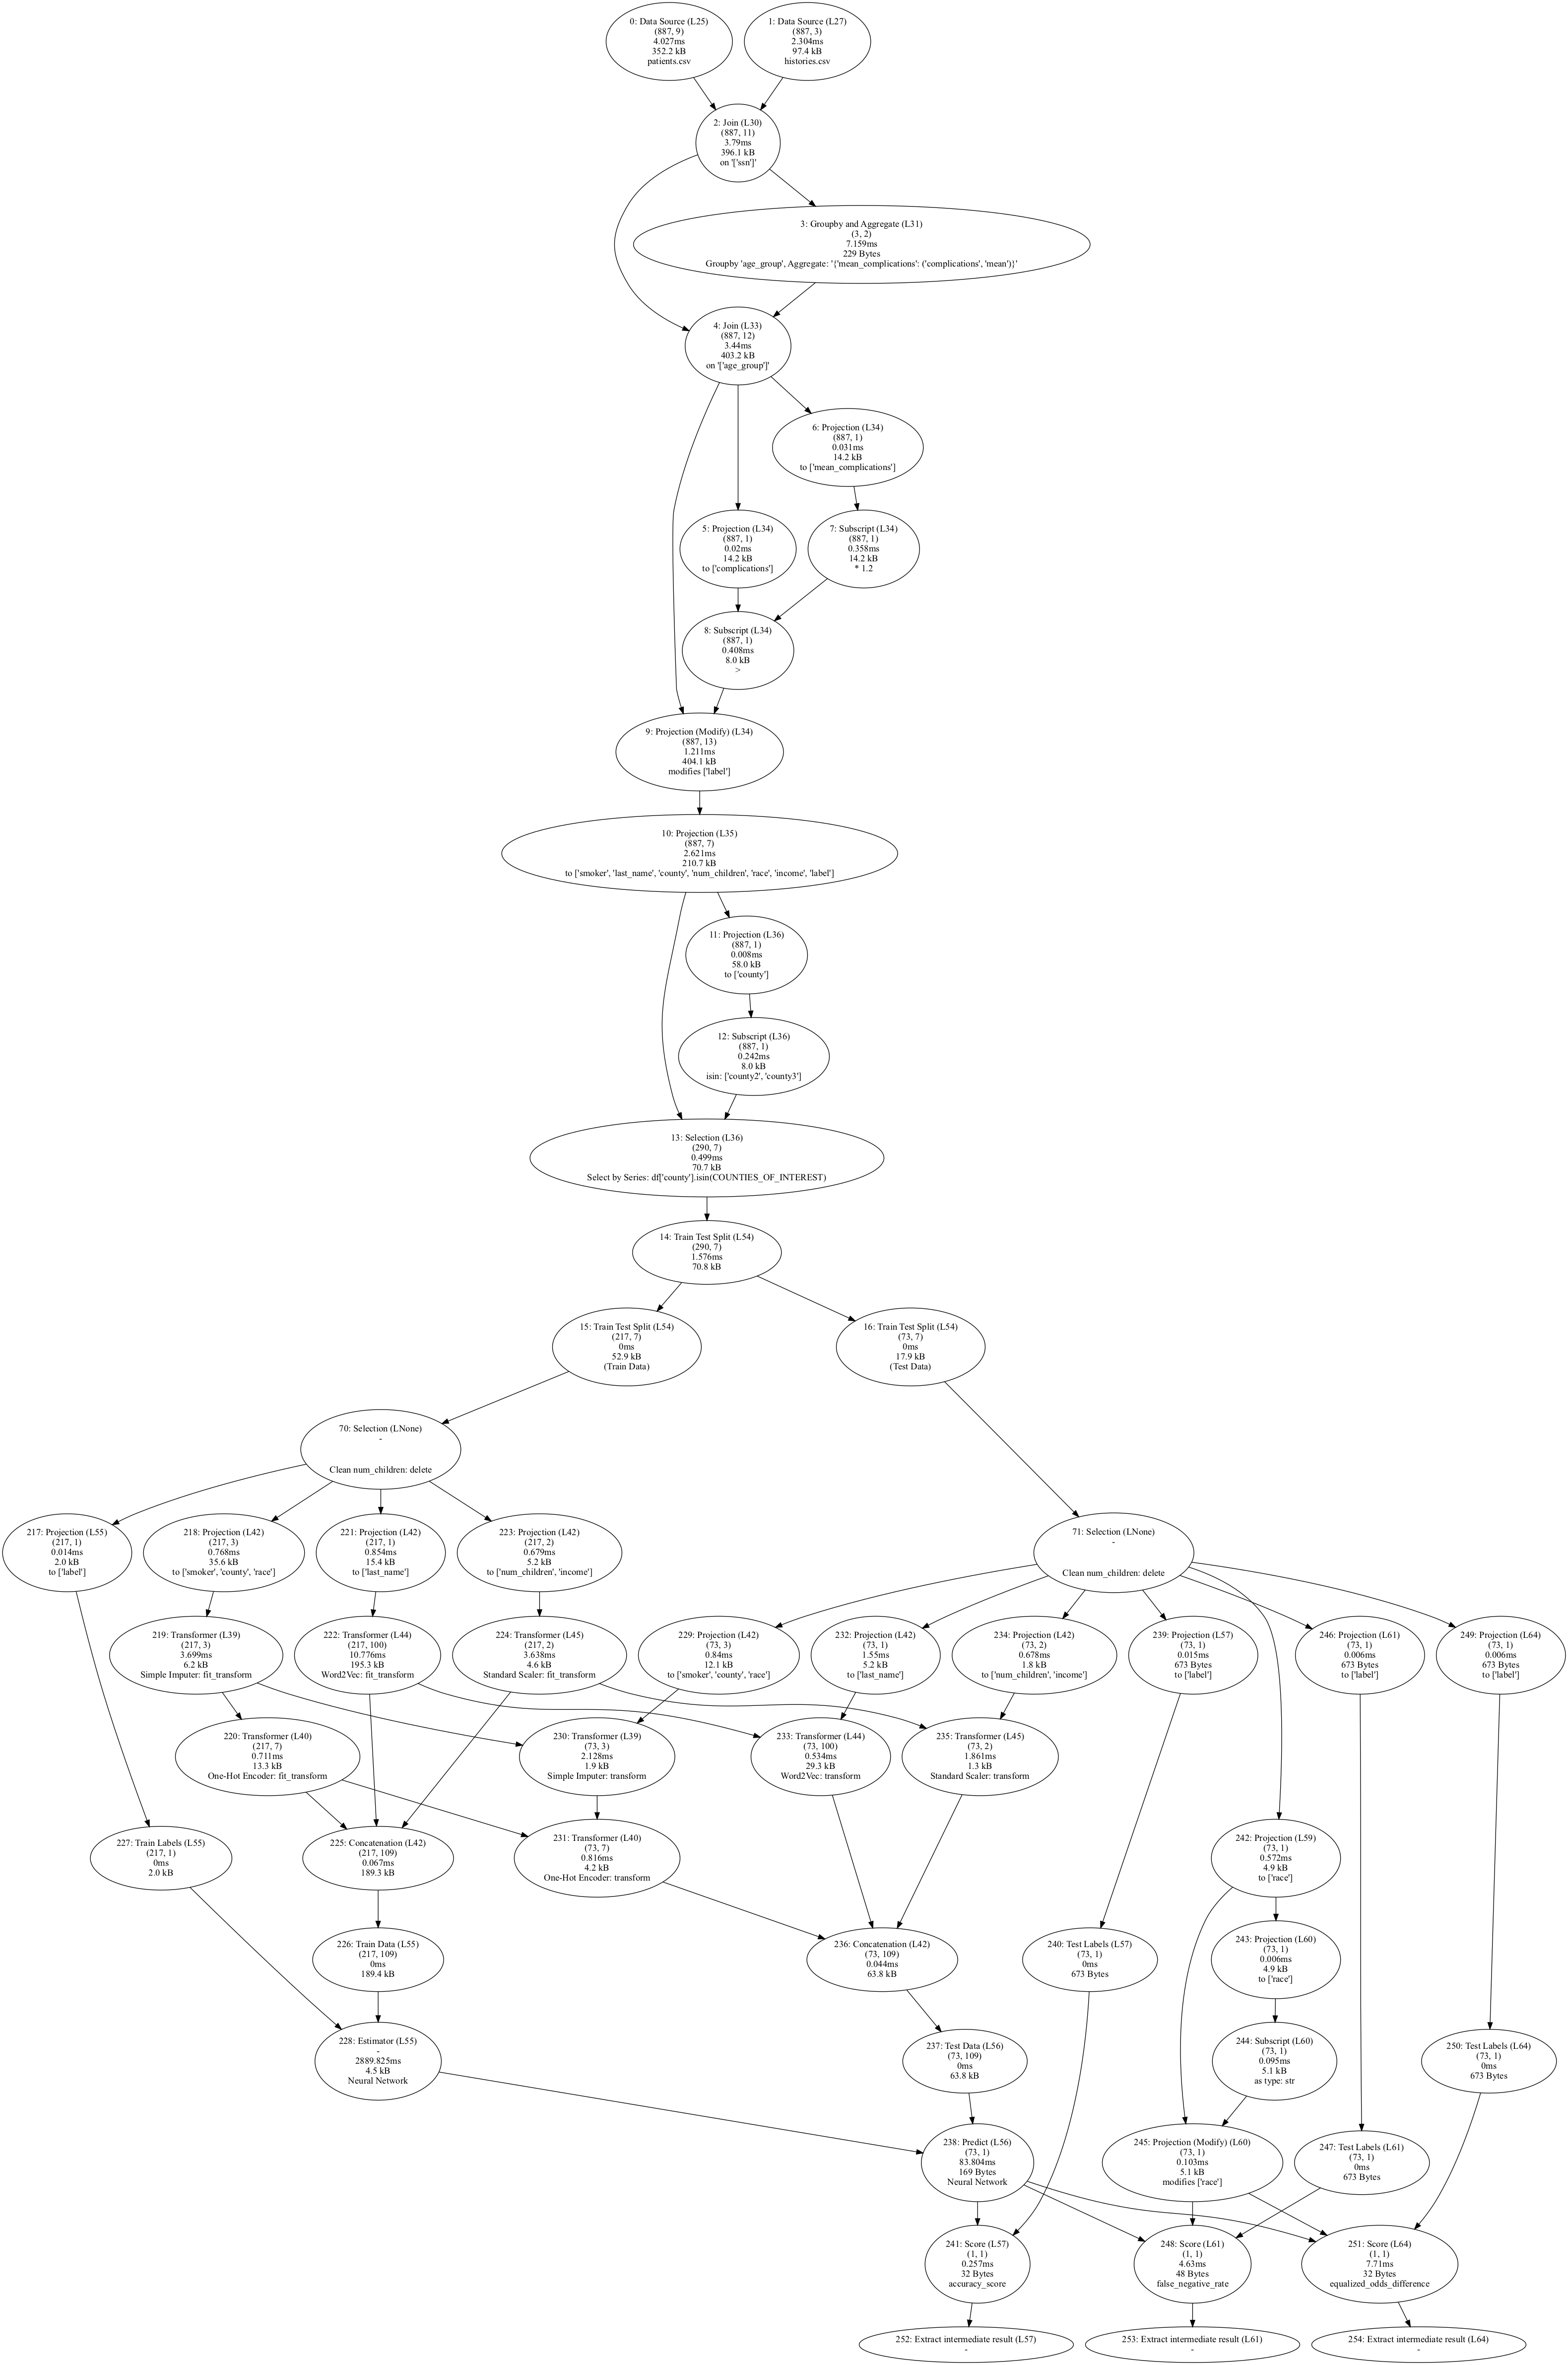 0: Data Source (L25)
(887, 9)
4.027ms
352.2 kB
patients.csv
1: Data Source (L27)
(887, 3)
2.304ms
97.4 kB
histories.csv
2: Join (L30)
(887, 11)
3.79ms
396.1 kB
on '['ssn']'
3: Groupby and Aggregate (L31)
(3, 2)
7.159ms
229 Bytes
Groupby 'age_group', Aggregate: '{'mean_complications': ('complications', 'mean')}'
4: Join (L33)
(887, 12)
3.44ms
403.2 kB
on '['age_group']'
6: Projection (L34)
(887, 1)
0.031ms
14.2 kB
to ['mean_complications']
5: Projection (L34)
(887, 1)
0.02ms
14.2 kB
to ['complications']
7: Subscript (L34)
(887, 1)
0.358ms
14.2 kB
* 1.2
8: Subscript (L34)
(887, 1)
0.408ms
8.0 kB
>
9: Projection (Modify) (L34)
(887, 13)
1.211ms
404.1 kB
modifies ['label']
10: Projection (L35)
(887, 7)
2.621ms
210.7 kB
to ['smoker', 'last_name', 'county', 'num_children', 'race', 'income', 'label']
11: Projection (L36)
(887, 1)
0.008ms
58.0 kB
to ['county']
12: Subscript (L36)
(887, 1)
0.242ms
8.0 kB
isin: ['county2', 'county3']
13: Selection (L36)
(290, 7)
0.499ms
70.7 kB
Select by Series: df['county'].isin(COUNTIES_OF_INTEREST)
14: Train Test Split (L54)
(290, 7)
1.576ms
70.8 kB
15: Train Test Split (L54)
(217, 7)
0ms
52.9 kB
(Train Data)
16: Train Test Split (L54)
(73, 7)
0ms
17.9 kB
(Test Data)
70: Selection (LNone)
-
Clean num_children: delete
71: Selection (LNone)
-
Clean num_children: delete
217: Projection (L55)
(217, 1)
0.014ms
2.0 kB
to ['label']
218: Projection (L42)
(217, 3)
0.768ms
35.6 kB
to ['smoker', 'county', 'race']
221: Projection (L42)
(217, 1)
0.854ms
15.4 kB
to ['last_name']
223: Projection (L42)
(217, 2)
0.679ms
5.2 kB
to ['num_children', 'income']
219: Transformer (L39)
(217, 3)
3.699ms
6.2 kB
Simple Imputer: fit_transform
222: Transformer (L44)
(217, 100)
10.776ms
195.3 kB
Word2Vec: fit_transform
224: Transformer (L45)
(217, 2)
3.638ms
4.6 kB
Standard Scaler: fit_transform
229: Projection (L42)
(73, 3)
0.84ms
12.1 kB
to ['smoker', 'county', 'race']
232: Projection (L42)
(73, 1)
1.55ms
5.2 kB
to ['last_name']
234: Projection (L42)
(73, 2)
0.678ms
1.8 kB
to ['num_children', 'income']
239: Projection (L57)
(73, 1)
0.015ms
673 Bytes
to ['label']
246: Projection (L61)
(73, 1)
0.006ms
673 Bytes
to ['label']
249: Projection (L64)
(73, 1)
0.006ms
673 Bytes
to ['label']
220: Transformer (L40)
(217, 7)
0.711ms
13.3 kB
One-Hot Encoder: fit_transform
230: Transformer (L39)
(73, 3)
2.128ms
1.9 kB
Simple Imputer: transform
233: Transformer (L44)
(73, 100)
0.534ms
29.3 kB
Word2Vec: transform
235: Transformer (L45)
(73, 2)
1.861ms
1.3 kB
Standard Scaler: transform
227: Train Labels (L55)
(217, 1)
0ms
2.0 kB
225: Concatenation (L42)
(217, 109)
0.067ms
189.3 kB
231: Transformer (L40)
(73, 7)
0.816ms
4.2 kB
One-Hot Encoder: transform
242: Projection (L59)
(73, 1)
0.572ms
4.9 kB
to ['race']
226: Train Data (L55)
(217, 109)
0ms
189.4 kB
236: Concatenation (L42)
(73, 109)
0.044ms
63.8 kB
240: Test Labels (L57)
(73, 1)
0ms
673 Bytes
243: Projection (L60)
(73, 1)
0.006ms
4.9 kB
to ['race']
228: Estimator (L55)
-
2889.825ms
4.5 kB
Neural Network
237: Test Data (L56)
(73, 109)
0ms
63.8 kB
244: Subscript (L60)
(73, 1)
0.095ms
5.1 kB
as type: str
250: Test Labels (L64)
(73, 1)
0ms
673 Bytes
238: Predict (L56)
(73, 1)
83.804ms
169 Bytes
Neural Network
245: Projection (Modify) (L60)
(73, 1)
0.103ms
5.1 kB
modifies ['race']
247: Test Labels (L61)
(73, 1)
0ms
673 Bytes
241: Score (L57)
(1, 1)
0.257ms
32 Bytes
accuracy_score
248: Score (L61)
(1, 1)
4.63ms
48 Bytes
false_negative_rate
251: Score (L64)
(1, 1)
7.71ms
32 Bytes
equalized_odds_difference
252: Extract intermediate result (L57)
-
253: Extract intermediate result (L61)
-
254: Extract intermediate result (L64)
-